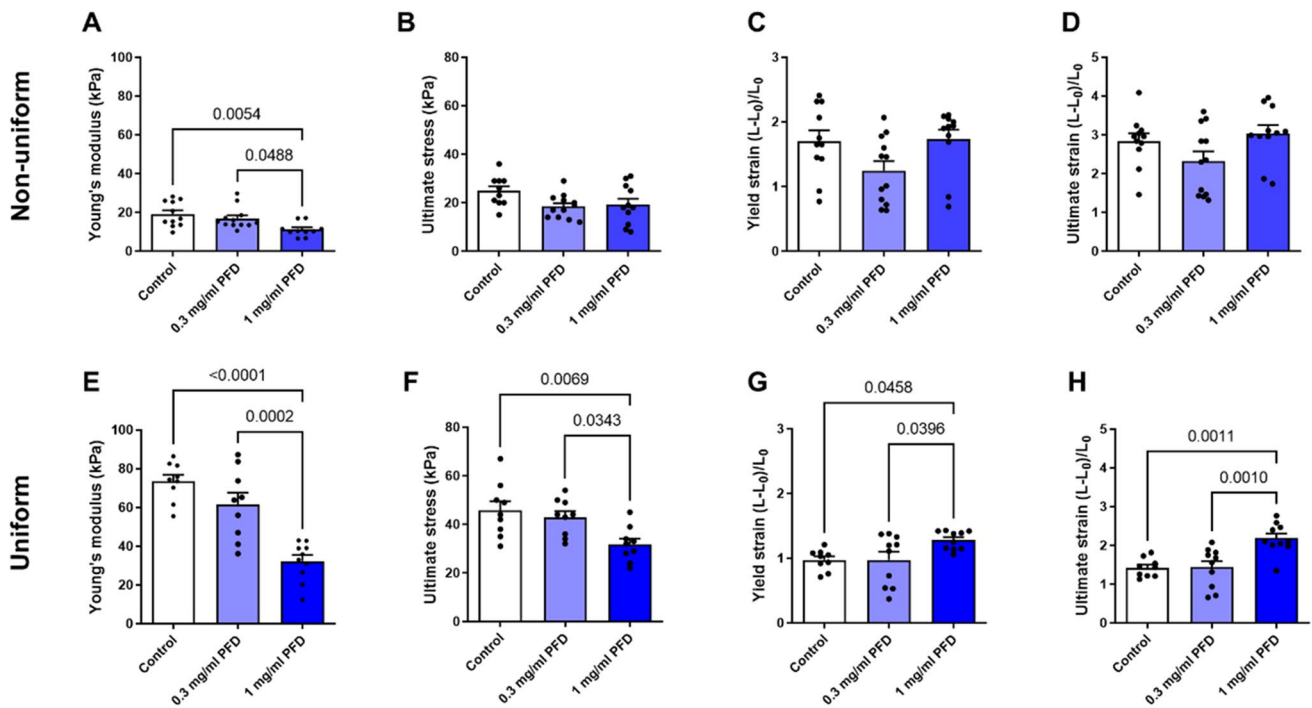 Non-uniform
A
Young's modulus (kPa)
100
80
60
40
20
0
0.0054
0.0488
Control
0.3 mg/ml PFD
1 mg/ml PFD
B
Ultimate stress (kPa)
80
60
40
20
0
Control
0.3 mg/ml PFD
1 mg/ml PFD
C
Yield strain (L-L₀)/L₀
3
2
1
0
Control
0.3 mg/ml PFD
1 mg/ml PFD
D
Ultimate strain (L-L₀)/L₀
5
4
3
2
1
0
Control
0.3 mg/ml PFD
1 mg/ml PFD
Uniform
E
Young's modulus (kPa)
100
80
60
40
20
0
<0.0001
0.0002
Control
0.3 mg/ml PFD
1 mg/ml PFD
F
Ultimate stress (kPa)
80
60
40
20
0
0.0069
0.0343
Control
0.3 mg/ml PFD
1 mg/ml PFD
G
Yield strain (L-L₀)/L₀
3
2
1
0
0.0458
0.0396
Control
0.3 mg/ml PFD
1 mg/ml PFD
H
Ultimate strain (L-L₀)/L₀
5
4
3
2
1
0
0.0011
0.0010
Control
0.3 mg/ml PFD
1 mg/ml PFD